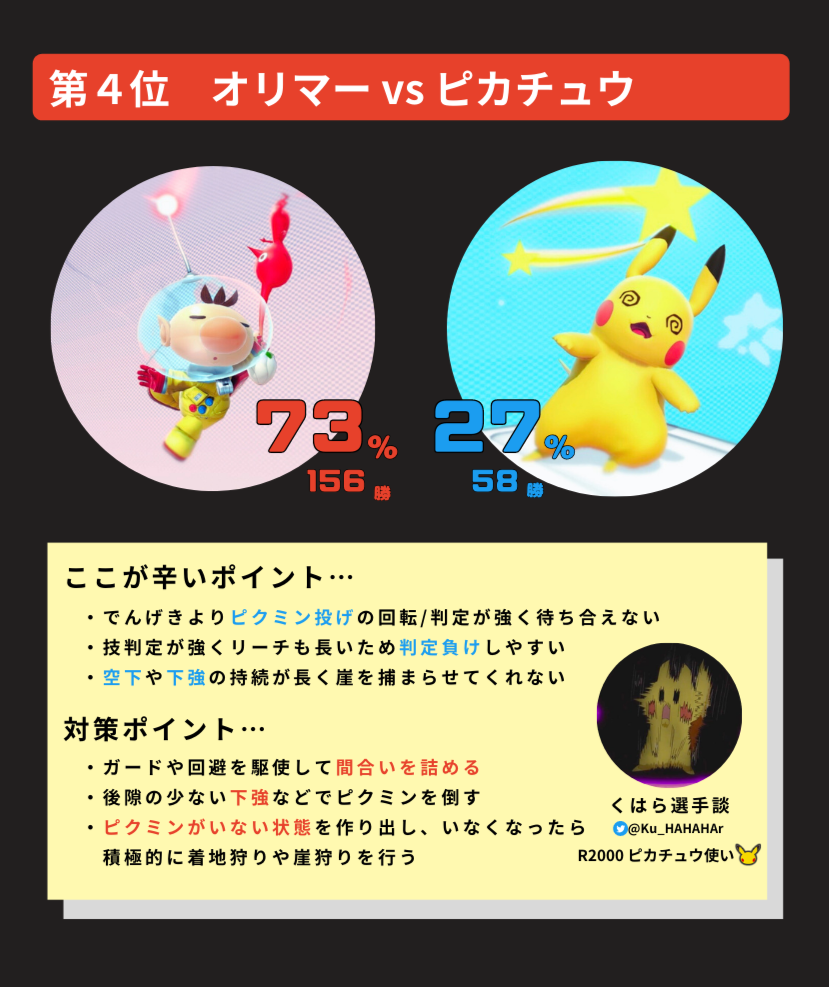 第4位　オリマー vs ピカチュウ
73% 27%
156 勝 58 勝
ここが辛いポイント…
・でんげきよりピクミン投げの回転/判定が強く待ち合えない
・技判定が強くリーチも長いため判定負けしやすい
・空下や下強の持続が長く崖を捕まらせてくれない
対策ポイント…
・ガードや回避を駆使して間合いを詰める
・後隙の少ない下強などでピクミンを倒す
・ピクミンがいない状態を作り出し、いなくなったら
積極的に着地狩りや崖狩りを行う
くはら選手談
@Ku_HAHAHAr
R2000 ピカチュウ使い